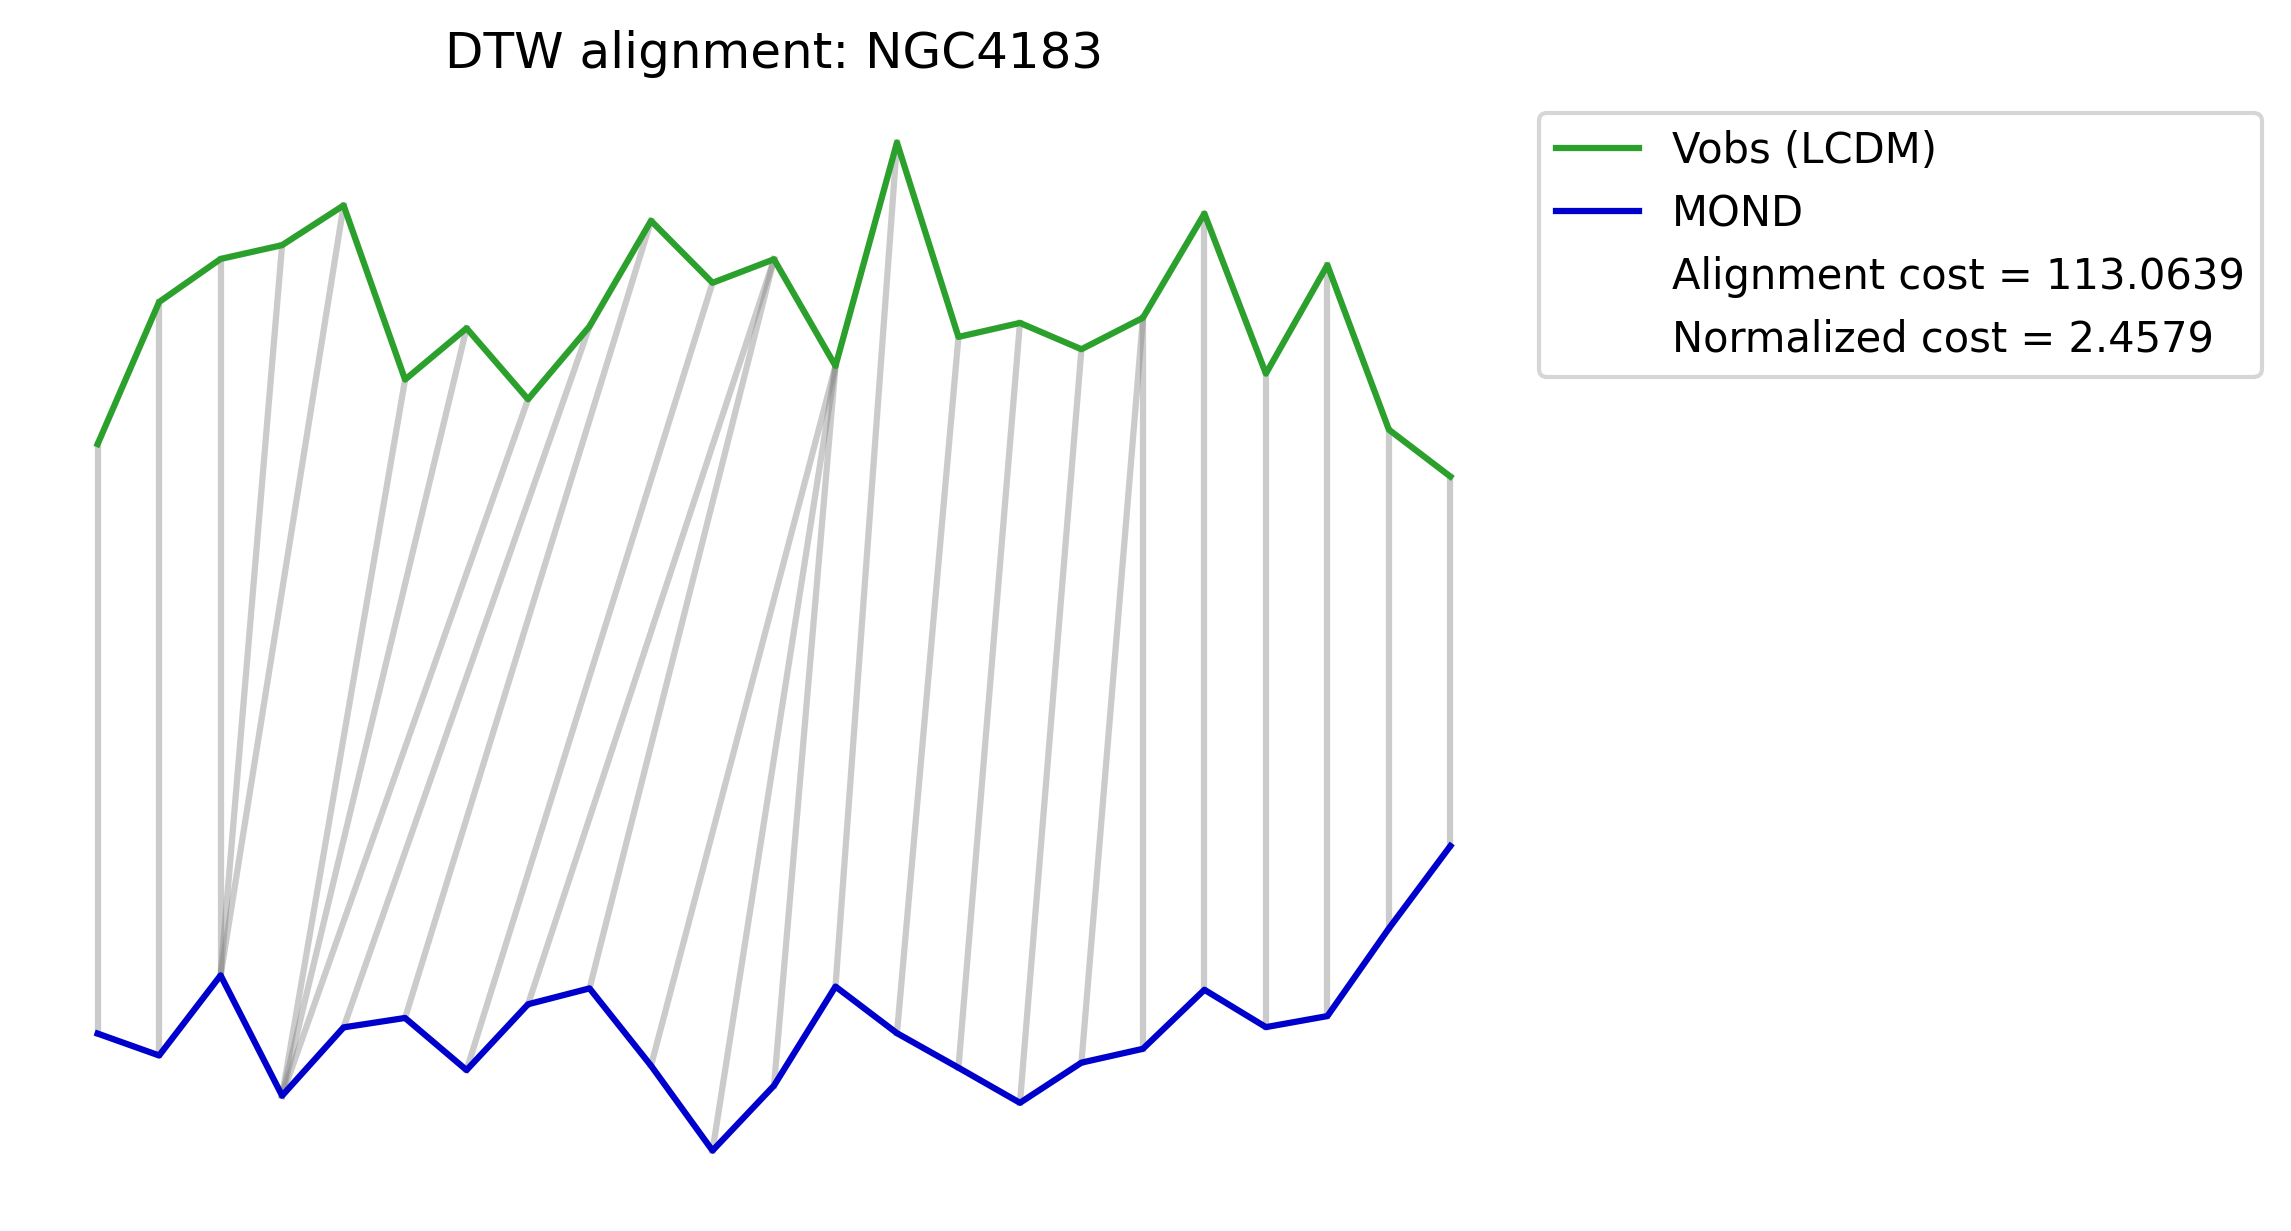 DTW alignment: NGC4183
Vobs (LCDM)
MOND
Alignment cost = 113.0639
Normalized cost = 2.4579